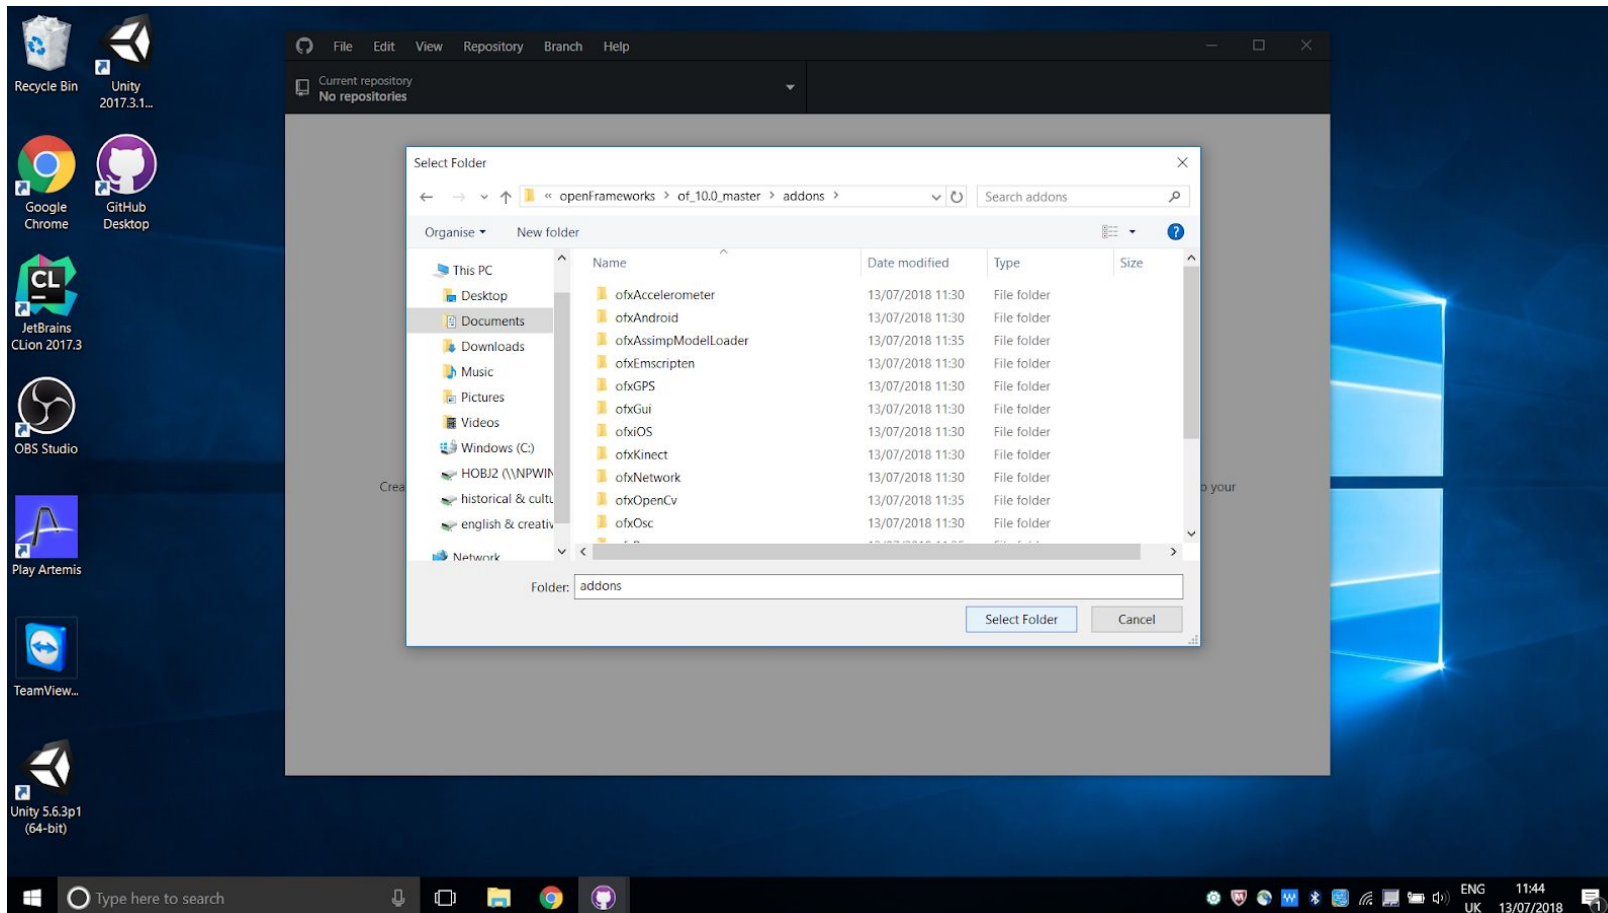 Recycle Bin
Unity
2017.3.1...
Google
Chrome
GitHub
Desktop
CL
JetBrains
CLion 2017.3
OBS Studio
Play Artemis
TeamView...
Unity 5.6.3p1
(64-bit)
File Edit View Repository Branch Help
Current repository
No repositories
Select Folder
« openFrameworks > of_10.0_master > addons >
Search addons
Organise New folder
Name Date modified Type Size
This PC
Desktop
Documents
Downloads
Music
Pictures
Videos
Windows (C:)
HOBJ2 (\\NPWIN
historical & cultu
english & creativ
Network
ofxAccelerometer 13/07/2018 11:30 File folder
ofxAndroid 13/07/2018 11:30 File folder
ofxAssimpModelLoader 13/07/2018 11:35 File folder
ofxEmscripten 13/07/2018 11:30 File folder
ofxGPS 13/07/2018 11:30 File folder
ofxGui 13/07/2018 11:30 File folder
ofxiOS 13/07/2018 11:30 File folder
ofxKinect 13/07/2018 11:30 File folder
ofxNetwork 13/07/2018 11:30 File folder
ofxOpenCv 13/07/2018 11:35 File folder
ofxOsc 13/07/2018 11:30 File folder
Folder: addons
Select Folder Cancel
Crea
o your
Type here to search
ENG
UK
11:44
13/07/2018
1